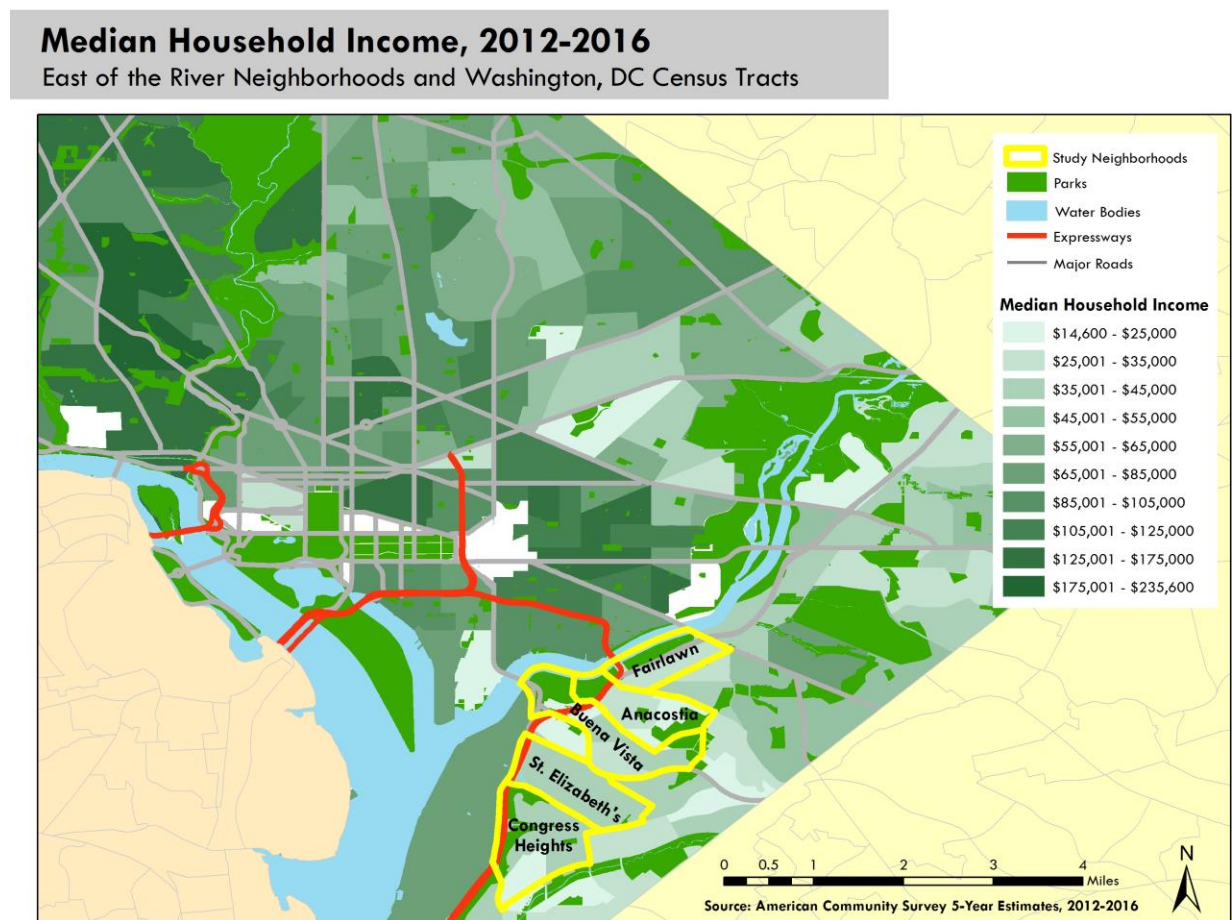 Median Household Income, 2012-2016
East of the River Neighborhoods and Washington, DC Census Tracts
Study Neighborhoods
Parks
Water Bodies
Expressways
Major Roads
Median Household Income
$14,600 - $25,000
$25,001 - $35,000
$35,001 - $45,000
$45,001 - $55,000
$55,001 - $65,000
$65,001 - $85,000
$85,001 - $105,000
$105,001 - $125,000
$125,001 - $175,000
$175,001 - $235,600
Fairlawn
Anacostia
Buena Vista
St. Elizabeth's
Congress
Heights
0 0.5 1 2 3 4
Miles
N
Source: American Community Survey 5-Year Estimates, 2012-2016